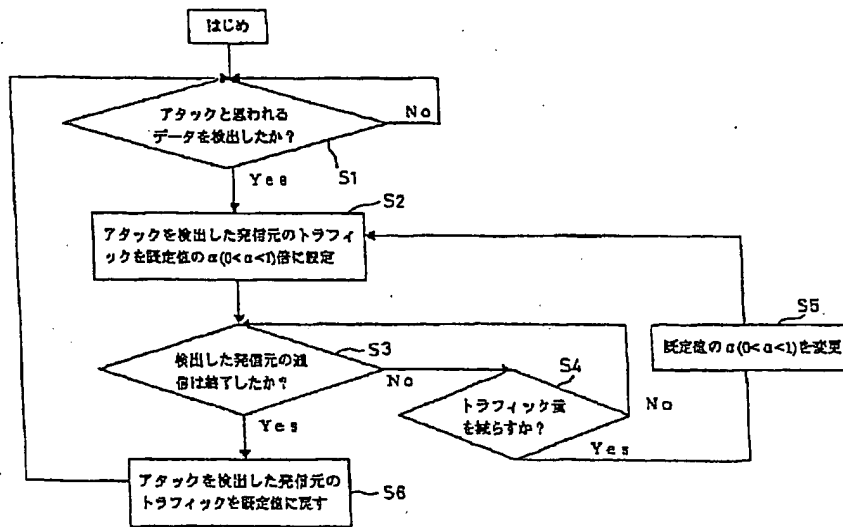 はじめ
アタックと思われる
データを検出したか？
No
S1
Yes
S2
アタックを検出した発信元のトラフィ
ックを既定値のα(0<α<1)倍に設定
S5
既定値のα(0<α<1)を変更
S3
検出した発信元の通
信は終了したか？
No
S4
トラフィック量
を減らすか？
No
Yes
Yes
アタックを検出した発信元の
トラフィックを既定値に戻す
S6